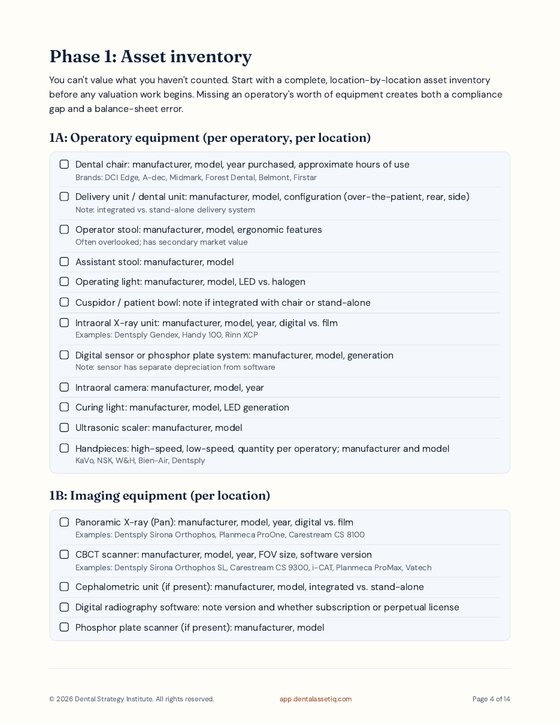 Phase 1: Asset inventory
You can't value what you haven't counted. Start with a complete, location-by-location asset inventory
before any valuation work begins. Missing an operatory's worth of equipment creates both a compliance
gap and a balance-sheet error.
1A: Operatory equipment (per operatory, per location)
Dental chair: manufacturer, model, year purchased, approximate hours of use
Brands: DCI Edge, A-dec, Midmark, Forest Dental, Belmont, Firstar
Delivery unit / dental unit: manufacturer, model, configuration (over-the-patient, rear, side)
Note: integrated vs. stand-alone delivery system
Operator stool: manufacturer, model, ergonomic features
Often overlooked; has secondary market value
Assistant stool: manufacturer, model
Operating light: manufacturer, model, LED vs. halogen
Cuspidor / patient bowl: note if integrated with chair or stand-alone
Intraoral X-ray unit: manufacturer, model, year, digital vs. film
Examples: Dentsply Gendex, Handy 100, Rinn XCP
Digital sensor or phosphor plate system: manufacturer, model, generation
Note: sensor has separate depreciation from software
Intraoral camera: manufacturer, model, year
Curing light: manufacturer, model, LED generation
Ultrasonic scaler: manufacturer, model
Handpieces: high-speed, low-speed, quantity per operatory; manufacturer and model
KaVo, NSK, W&H, Bien-Air, Dentsply
1B: Imaging equipment (per location)
Panoramic X-ray (Pan): manufacturer, model, year, digital vs. film
Examples: Dentsply Sirona Orthophos, Planmeca ProOne, Carestream CS 8100
CBCT scanner: manufacturer, model, year, FOV size, software version
Examples: Dentsply Sirona Orthophos SL, Carestream CS 9300, i-CAT, Planmeca ProMax, Vatech
Cephalometric unit (if present): manufacturer, model, integrated vs. stand-alone
Digital radiography software: note version and whether subscription or perpetual license
Phosphor plate scanner (if present): manufacturer, model
© 2026 Dental Strategy Institute. All rights reserved.
app.dentalassetiq.com
Page 4 of 14